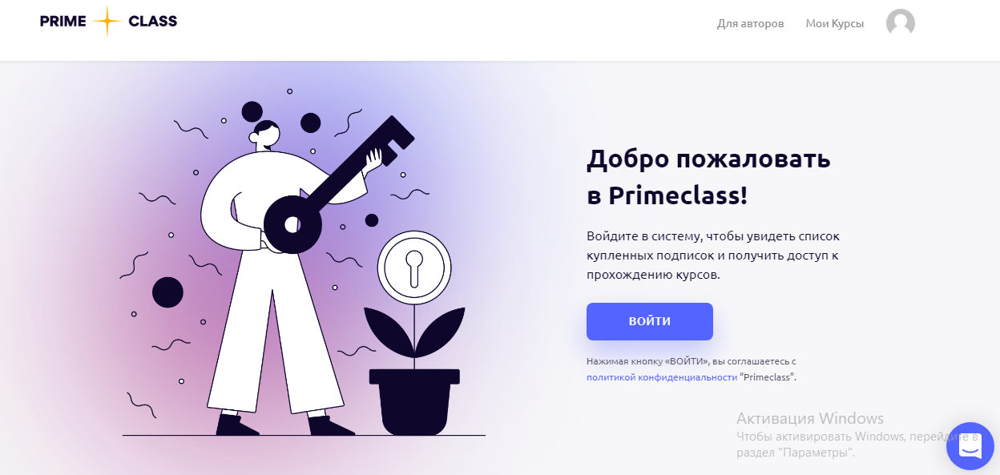 PRIME CLASS
Для авторов
Мои Курсы
Добро пожаловать
в Primeclass!
Войдите в систему, чтобы увидеть список
купленных подписок и получить доступ к
прохождению курсов.
ВОЙТИ
Нажимая кнопку «ВОЙТИ», вы соглашаетесь с
политикой конфиденциальности “Primeclass”.
Активация Windows
Чтобы активировать Windows, перейдите в
раздел "Параметры".